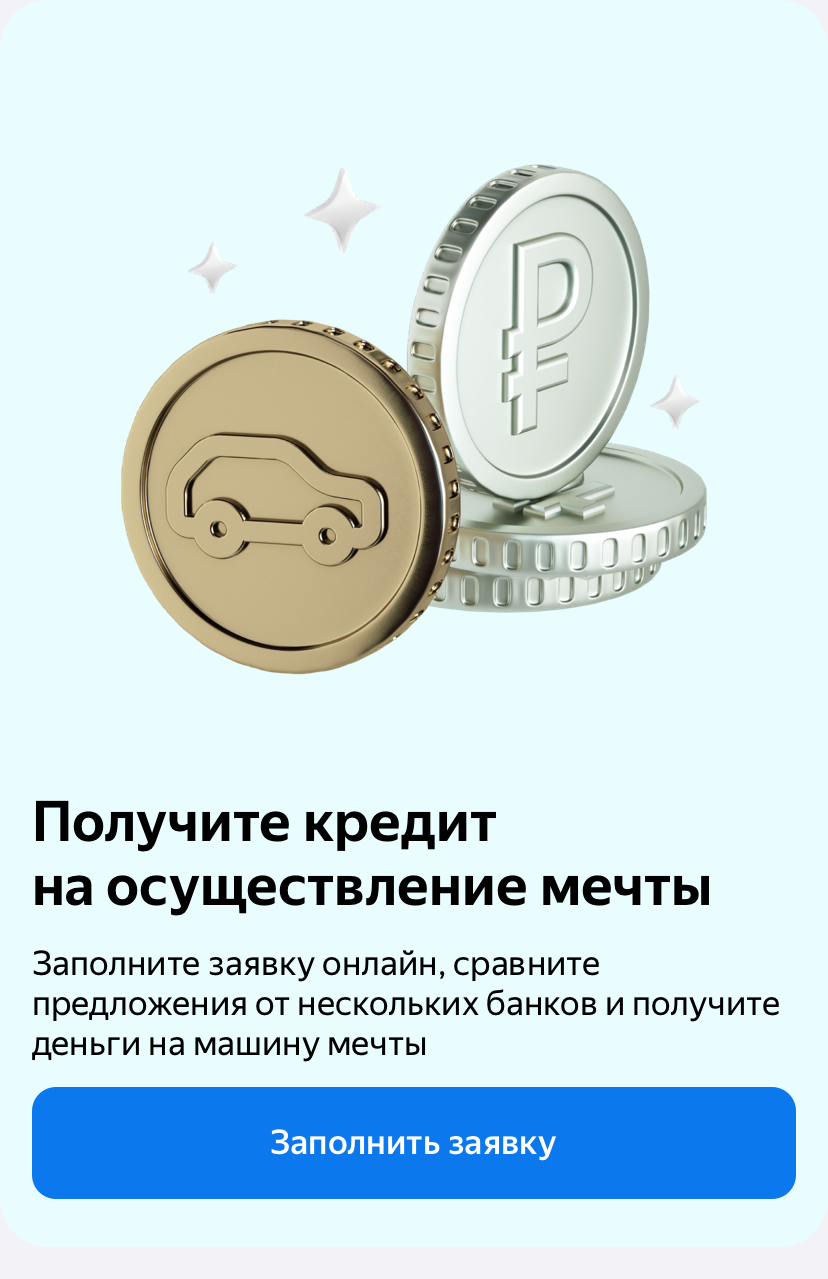 Получите кредит
на осуществление мечты
Заполните заявку онлайн, сравните
предложения от нескольких банков и получите
деньги на машину мечты
Заполнить заявку